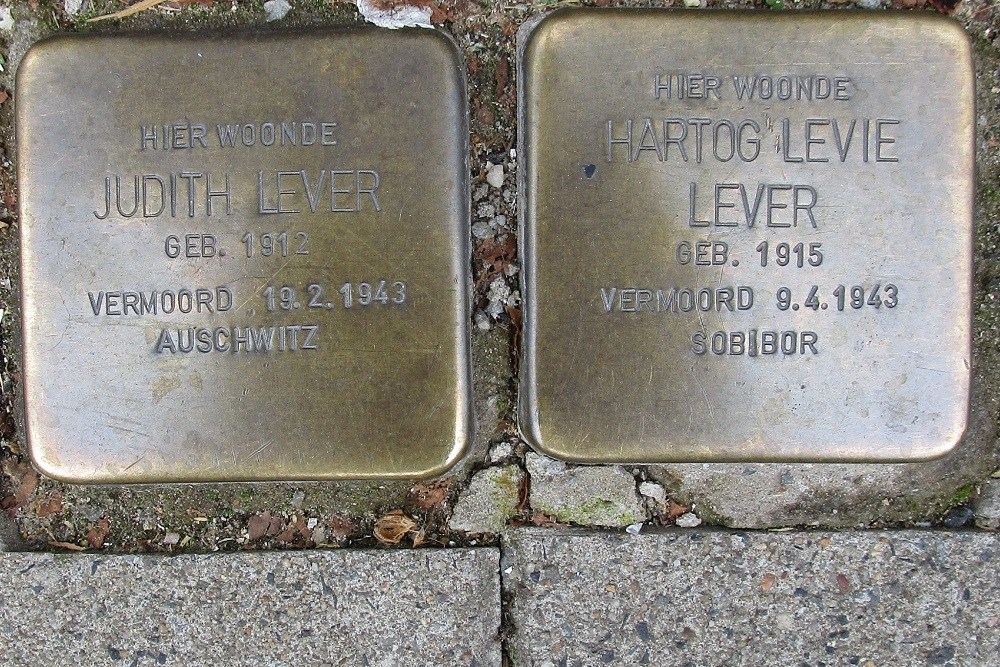 HIER WOONDE
JUDITH LEVER
GEB. 1912
VERMOORD 19.2.1943
AUSCHWITZ
HIER WOONDE
HARTOG LEVIE
LEVER
GEB. 1915
VERMOORD 9.4.1943
SOBIBOR